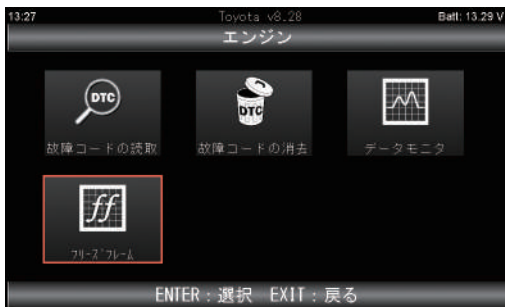 13:27 Toyota v8.28 Batt: 13.29 V
エンジン
DTC DTC
故障コードの読取 故障コードの消去 データモニタ
ff
フリーズフレーム
ENTER：選択 EXIT：戻る